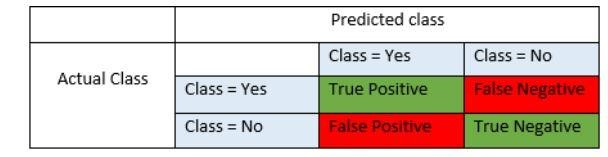 Predicted class
Class = Yes Class = No
Actual Class
Class = Yes True Positive False Negative
Class = No False Positive True Negative